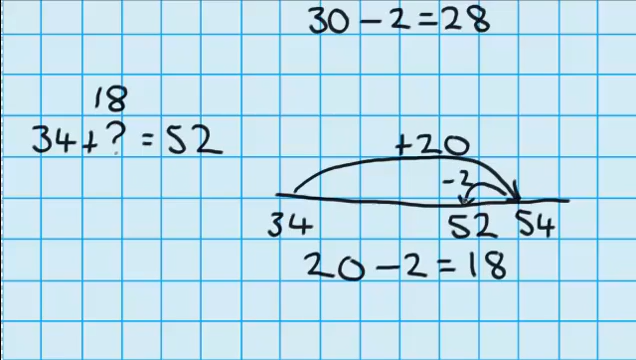 30 - 2 = 28
18
34 + ? = 52
+20
-2
34 52 54
20 - 2 = 18